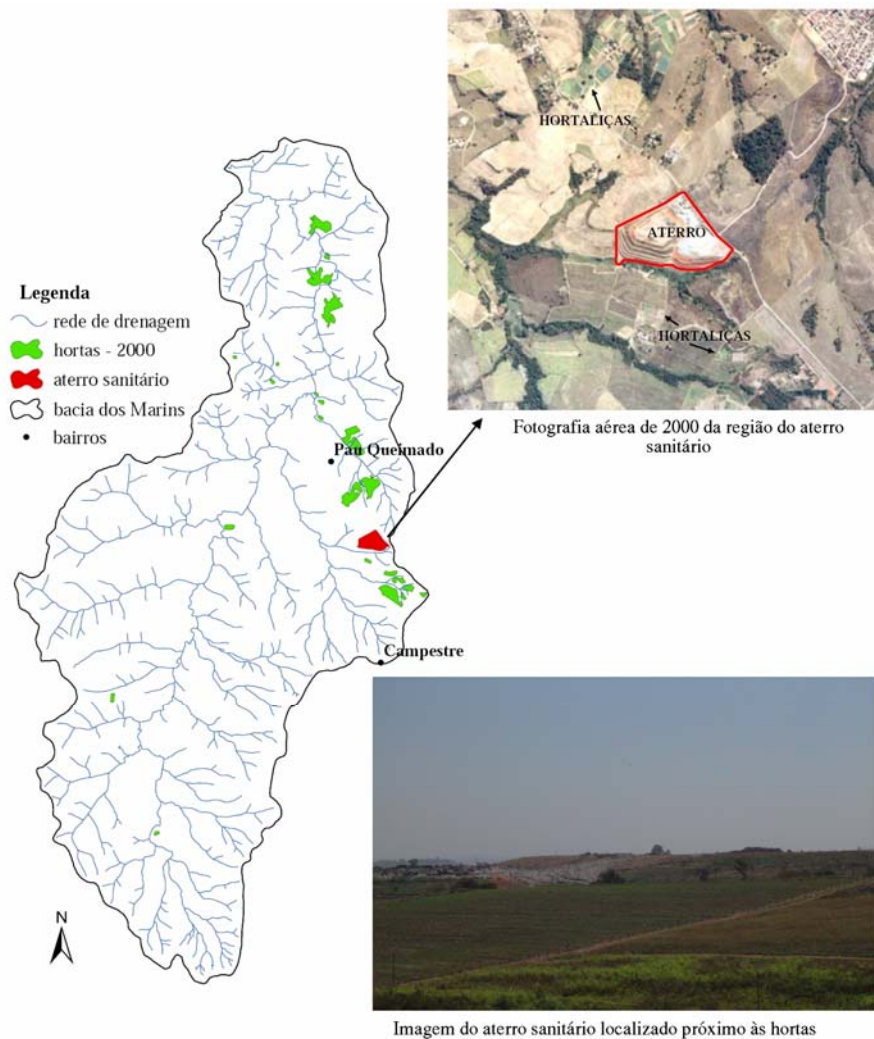 HORTALIÇAS
ATERRO
HORTALIÇAS
Fotografia aérea de 2000 da região do aterro
sanitário
Legenda
rede de drenagem
hortas - 2000
aterro sanitário
bacia dos Marins
bairros
Pau Queimado
Campestre
N
Imagem do aterro sanitário localizado próximo às hortas